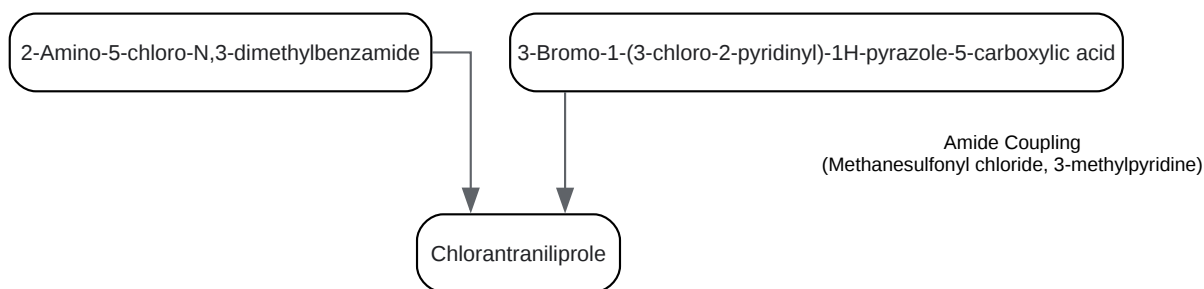 2-Amino-5-chloro-N,3-dimethylbenzamide
3-Bromo-1-(3-chloro-2-pyridinyl)-1H-pyrazole-5-carboxylic acid
Amide Coupling
(Methanesulfonyl chloride, 3-methylpyridine)
Chlorantraniliprole